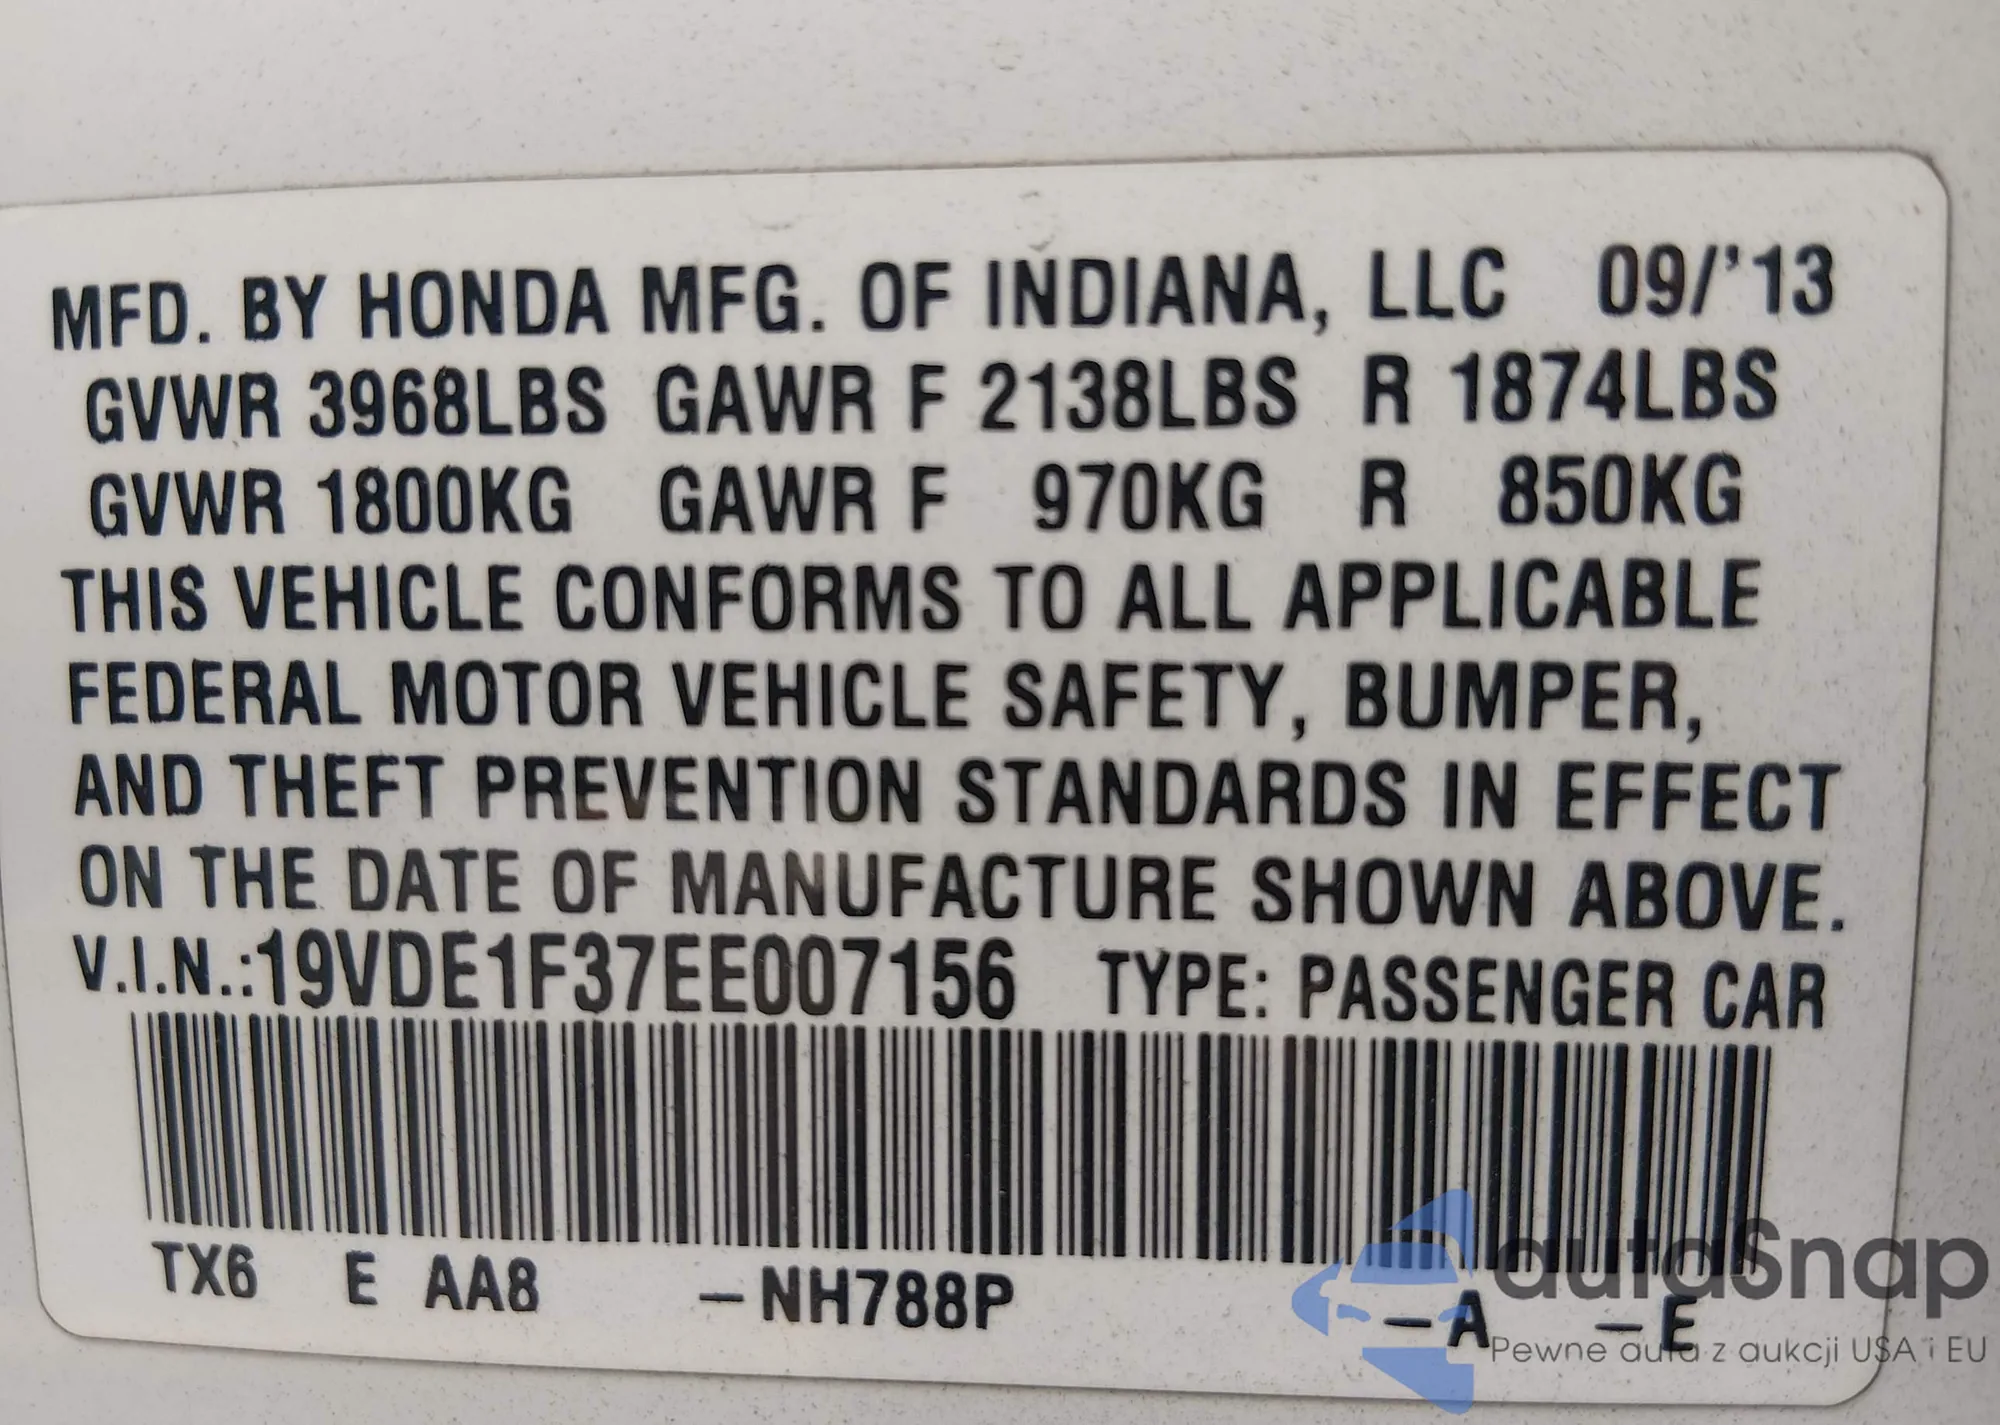 MFD. BY HONDA MFG. OF INDIANA, LLC 09/'13
GVWR 3968LBS GAWR F 2138LBS R 1874LBS
GVWR 1800KG GAWR F 970KG R 850KG
THIS VEHICLE CONFORMS TO ALL APPLICABLE
FEDERAL MOTOR VEHICLE SAFETY, BUMPER,
AND THEFT PREVENTION STANDARDS IN EFFECT
ON THE DATE OF MANUFACTURE SHOWN ABOVE.
V.I.N.:19VDE1F37EE007156 TYPE: PASSENGER CAR
TX6 E AA8 –NH788P –A –E
autaSnap
Pewne auta z aukcji USA i EU